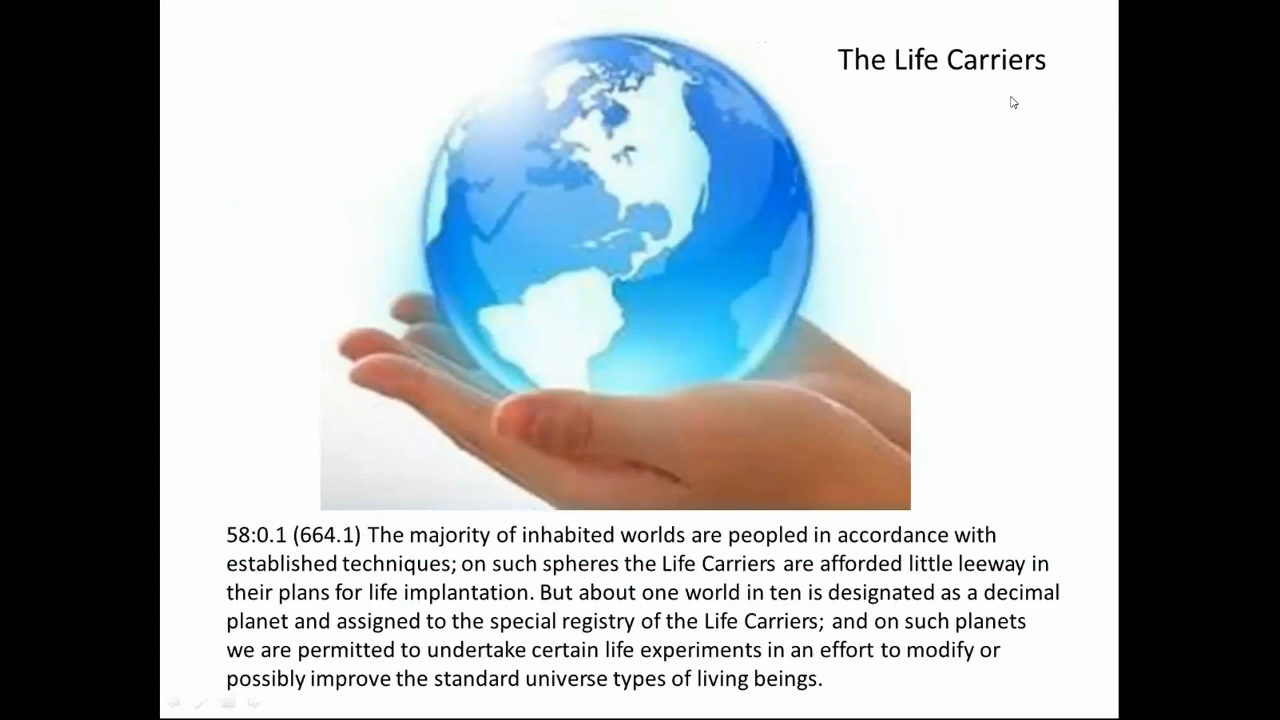 The Life Carriers
58:0.1 (664.1) The majority of inhabited worlds are peopled in accordance with
established techniques; on such spheres the Life Carriers are afforded little leeway in
their plans for life implantation. But about one world in ten is designated as a decimal
planet and assigned to the special registry of the Life Carriers; and on such planets
we are permitted to undertake certain life experiments in an effort to modify or
possibly improve the standard universe types of living beings.